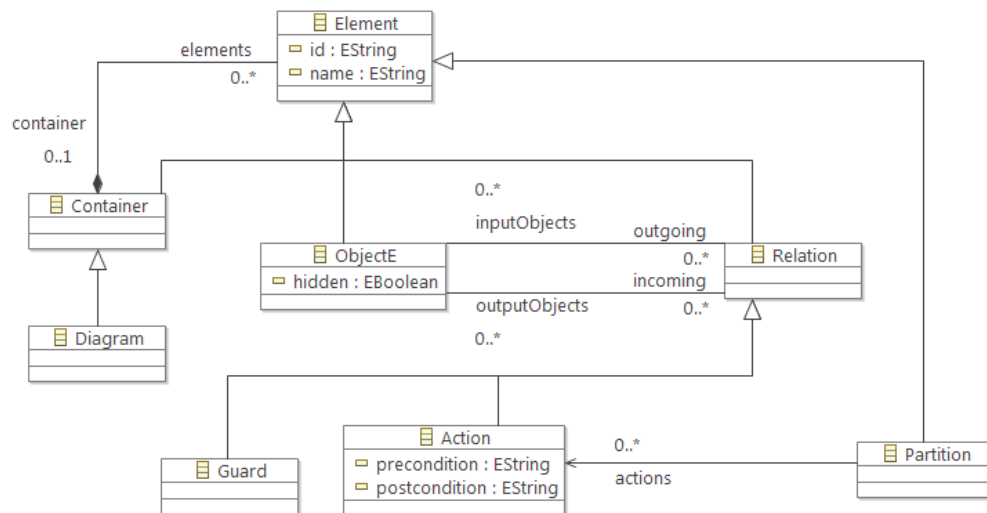 Element
id : EString
name : EString
elements
0..*
container
0..1
Container
0..*
inputObjects
outgoing
0..*
ObjectE
hidden : EBoolean
Relation
incoming
0..*
outputObjects
0..*
Diagram
Action
precondition : EString
postcondition : EString
0..*
actions
Partition
Guard